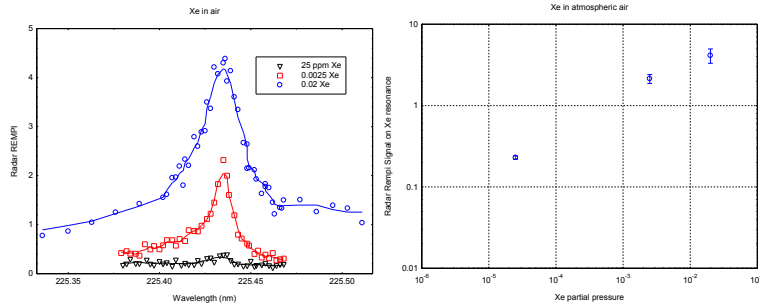 Xe in air
5
4
3
2
1
0
Radar REMPI
25 ppm Xe
0.0025 Xe
0.02 Xe
225.35
225.40
225.45
225.50
Wavelength (nm)
Xe in atmospheric air
10
1
0.1
0.01
Radar Rempi Signal on Xe resonance
10-6
10-5
10-4
10-3
10-2
10
Xe partial pressure